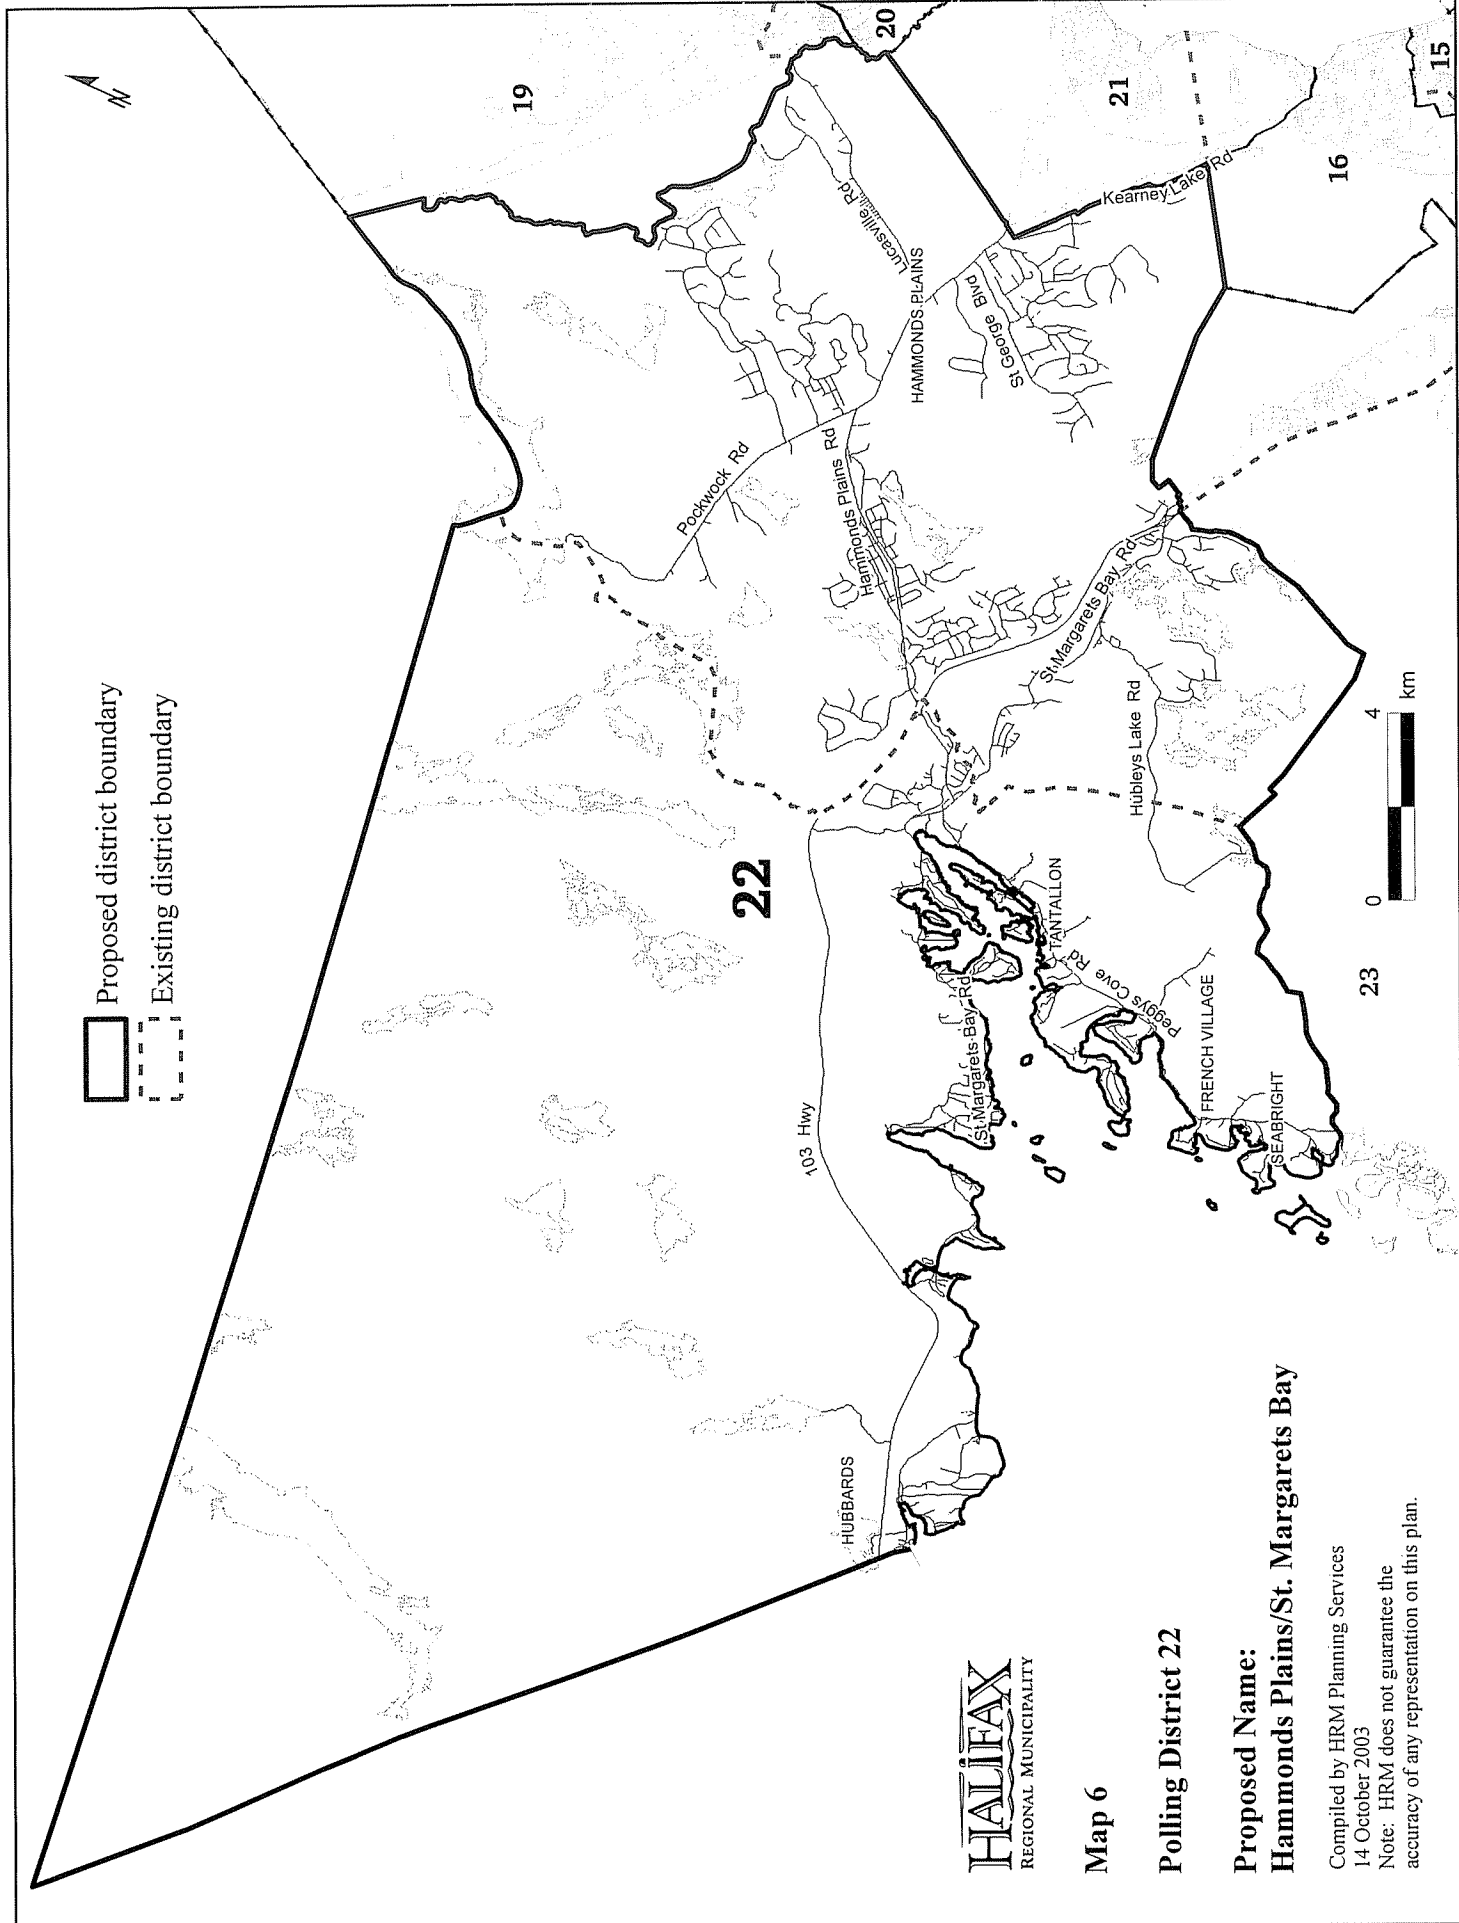 Proposed district boundary
Existing district boundary
N
19
20
21
15
16
22
23
Lucasville Rd
Kearney Lake Rd
HAMMONDS PLAINS
St George Blvd
Pockwock Rd
Hammonds Plains Rd
St Margarets Bay Rd
Hubleys Lake Rd
103 Hwy
TANTALLON
St Margarets Bay Rd
Peggys Cove Rd
FRENCH VILLAGE
SEABRIGHT
HUBBARDS
0 4 km
HALIFAX
REGIONAL MUNICIPALITY
Map 6
Polling District 22
Proposed Name:
Hammonds Plains/St. Margarets Bay
Compiled by HRM Planning Services
14 October 2003
Note: HRM does not guarantee the
accuracy of any representation on this plan.